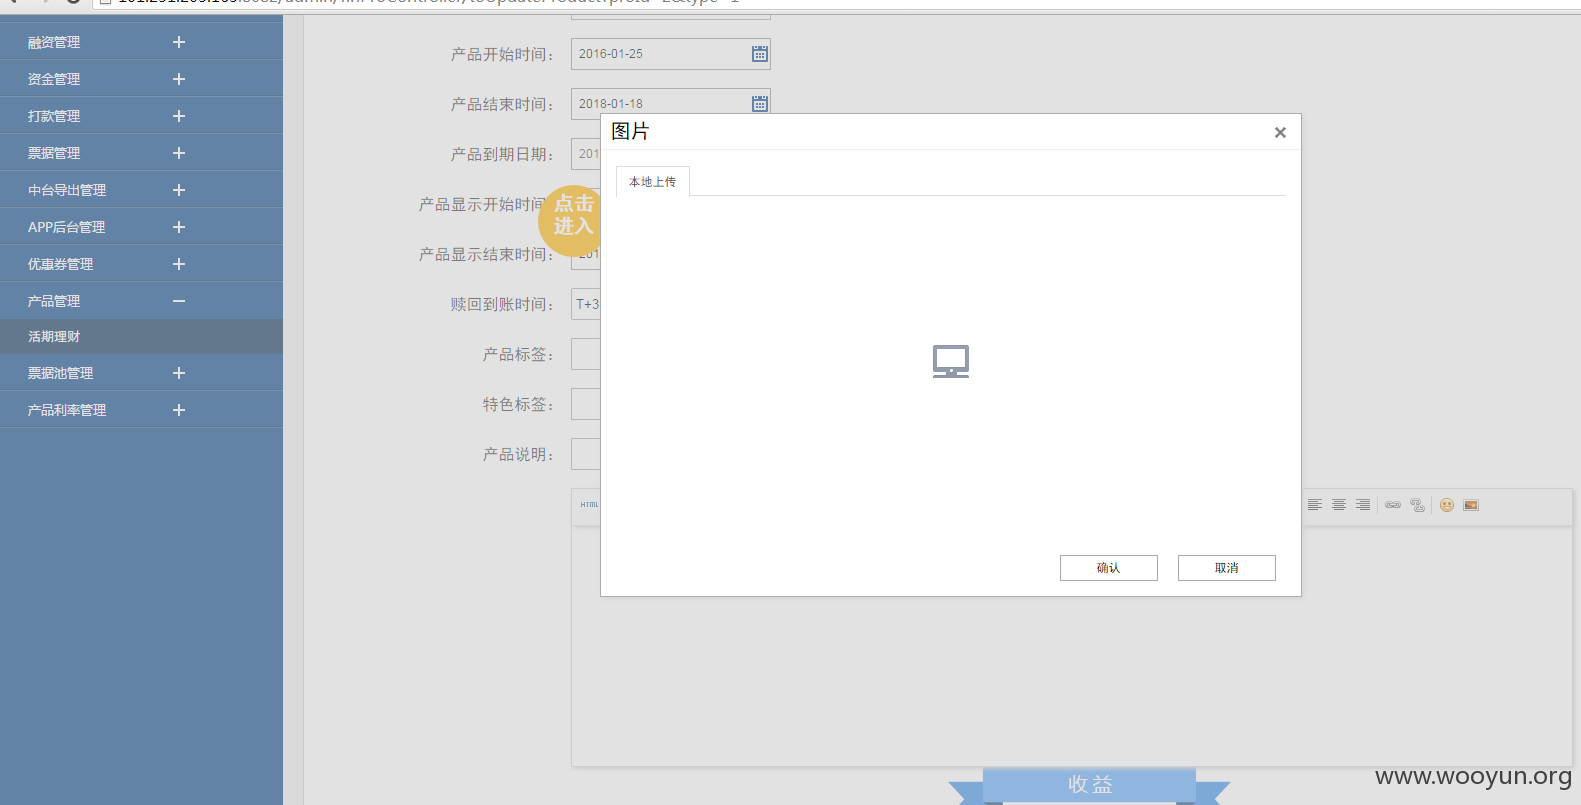 融资管理
资金管理
打款管理
票据管理
中台导出管理
APP后台管理
优惠券管理
产品管理
活期理财
票据池管理
产品利率管理
产品开始时间：
2016-01-25
产品结束时间：
2018-01-18
产品到期日期：
201
产品显示开始时间
点击
进入
产品显示结束时间：
201
赎回到账时间：
T+3
产品标签：
特色标签：
产品说明：
HTML
图片
本地上传
确认
取消
收益
www.wooyun.org